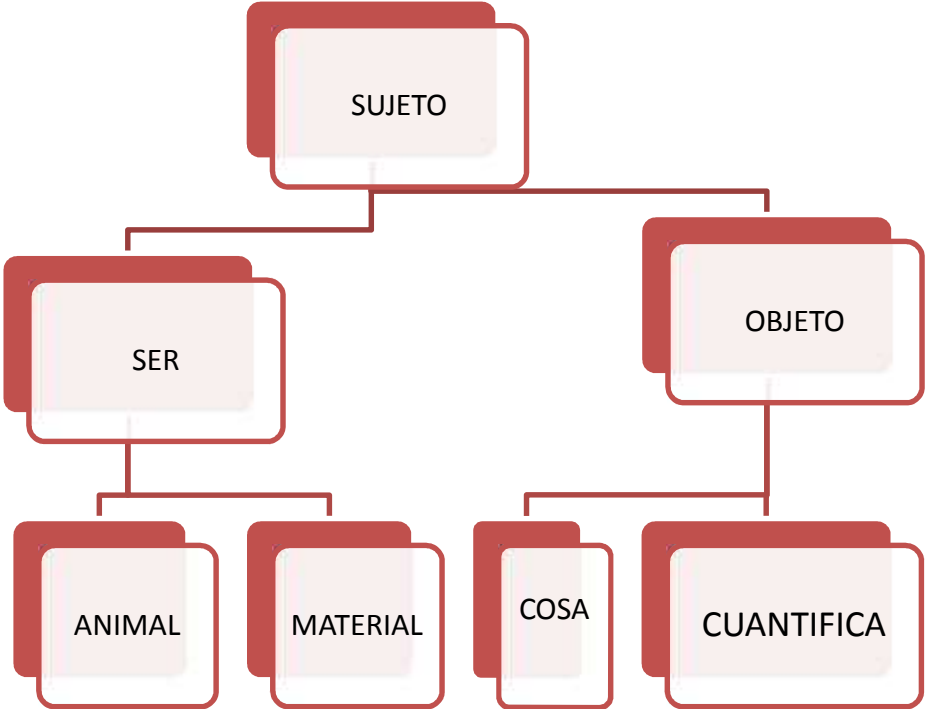 SUJETO
SER
OBJETO
ANIMAL
MATERIAL
COSA
CUANTIFICA